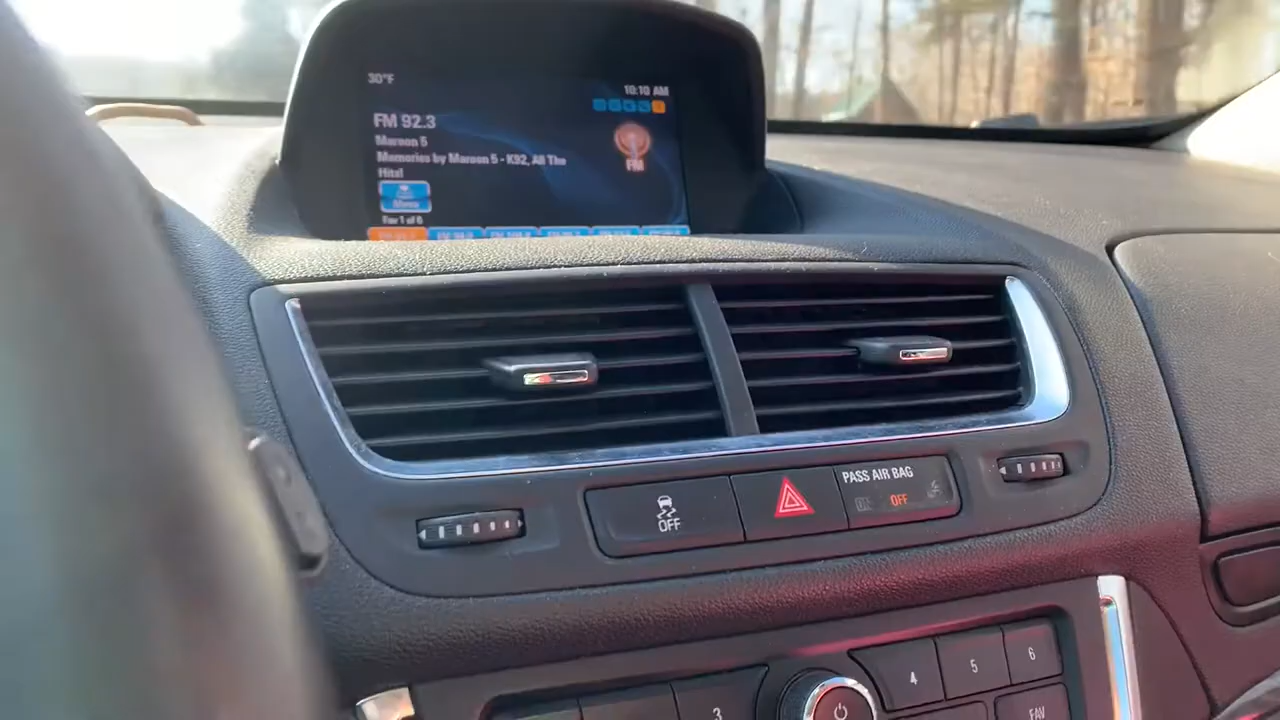 30°F
10:10 AM
FM 92.3
Maroon 5
Memories by Maroon 5 - K92, All The
Hits!
FM
Menu
Fav 1 of 6
OFF
PASS AIR BAG
OFF
3
4
5
6
FAV